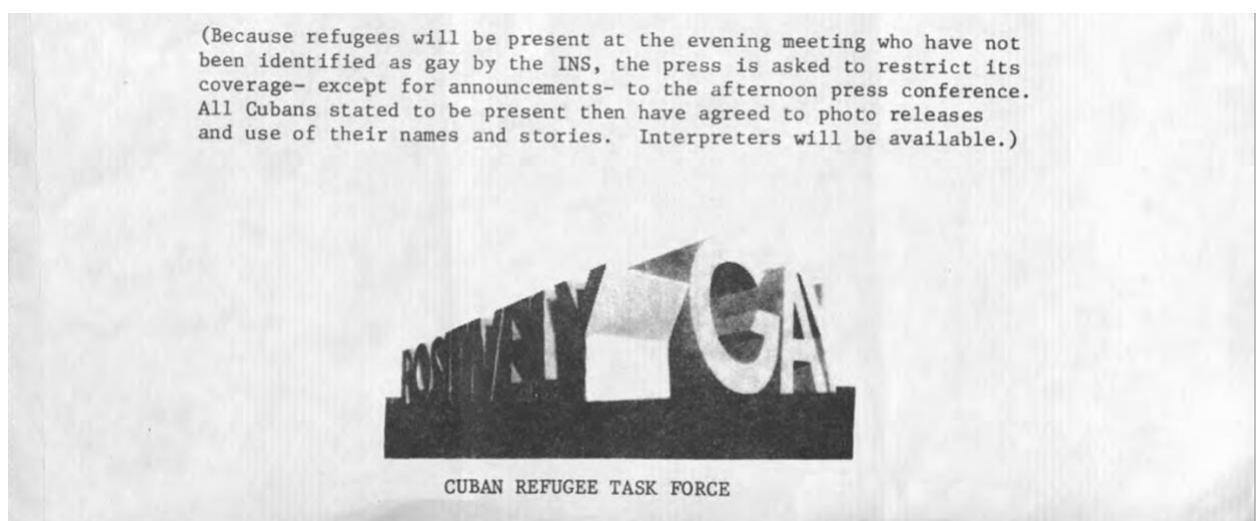 (Because refugees will be present at the evening meeting who have not
been identified as gay by the INS, the press is asked to restrict its
coverage- except for announcements- to the afternoon press conference.
All Cubans stated to be present then have agreed to photo releases
and use of their names and stories.  Interpreters will be available.)
POSITIVELY GA
CUBAN REFUGEE TASK FORCE